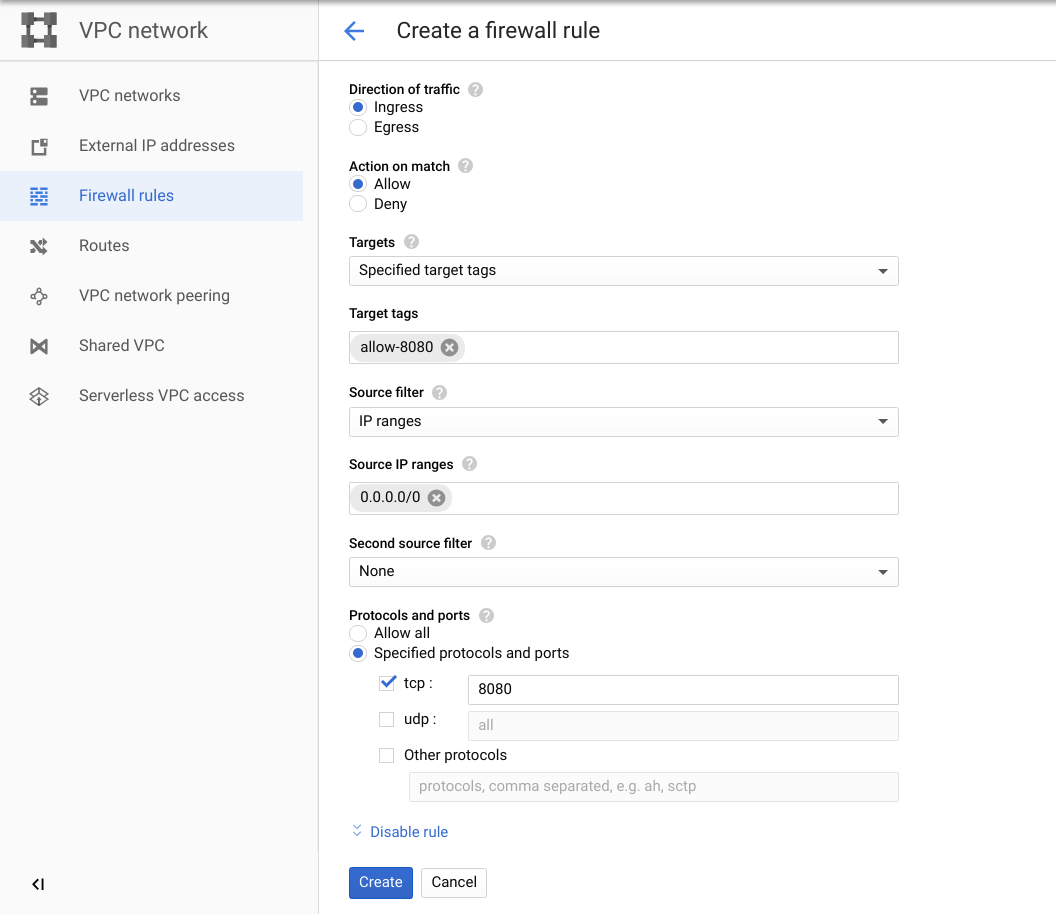 VPC network
Create a firewall rule
VPC networks
External IP addresses
Firewall rules
Routes
VPC network peering
Shared VPC
Serverless VPC access
Direction of traffic
Ingress
Egress
Action on match
Allow
Deny
Targets
Specified target tags
Target tags
allow-8080
Source filter
IP ranges
Source IP ranges
0.0.0.0/0
Second source filter
None
Protocols and ports
Allow all
Specified protocols and ports
tcp : 8080
udp : all
Other protocols
protocols, comma separated, e.g. ah, sctp
Disable rule
Create Cancel